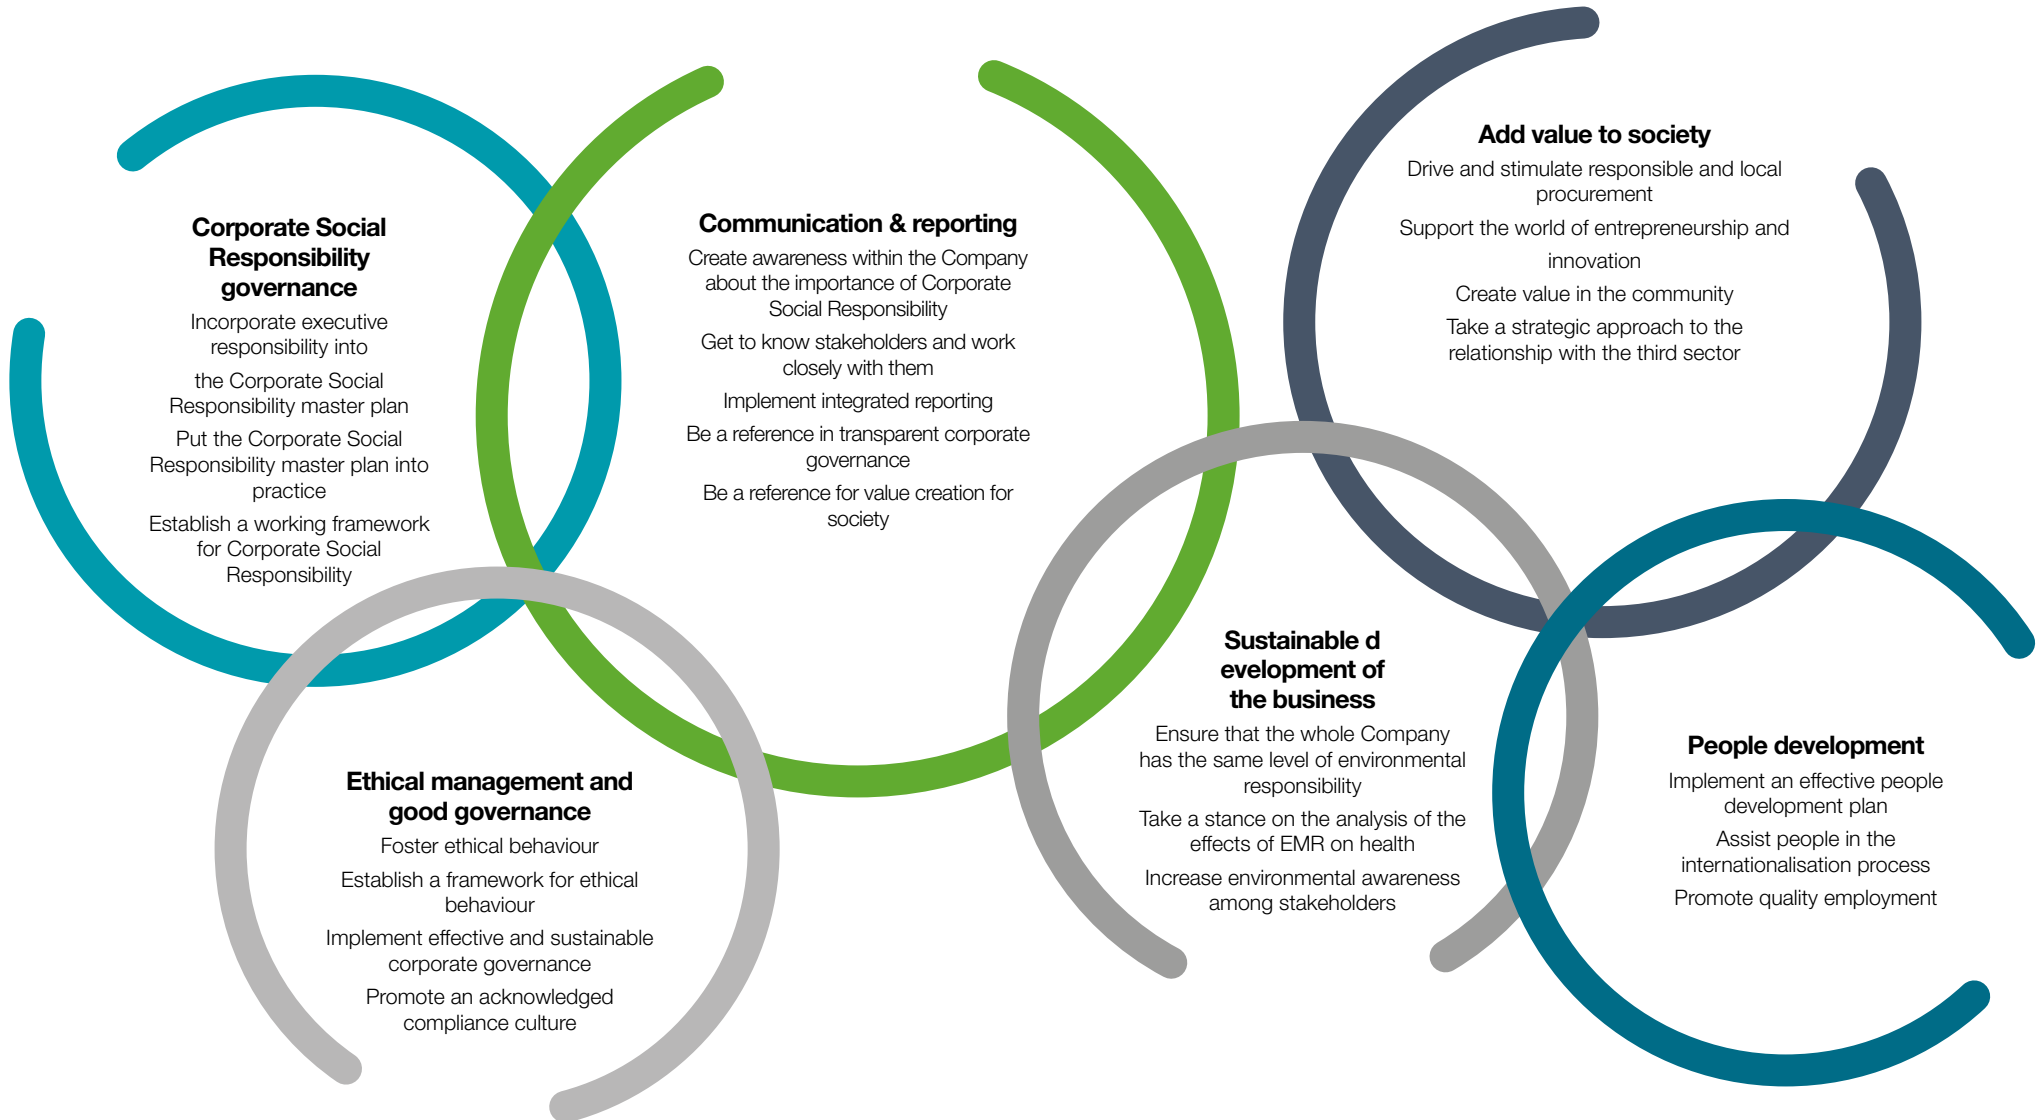 Corporate Social
Responsibility
governance
Incorporate executive
responsibility into
the Corporate Social
Responsibility master plan
Put the Corporate Social
Responsibility master plan into
practice
Establish a working framework
for Corporate Social
Responsibility
Communication & reporting
Create awareness within the Company
about the importance of Corporate
Social Responsibility
Get to know stakeholders and work
closely with them
Implement integrated reporting
Be a reference in transparent corporate
governance
Be a reference for value creation for
society
Add value to society
Drive and stimulate responsible and local
procurement
Support the world of entrepreneurship and
innovation
Create value in the community
Take a strategic approach to the
relationship with the third sector
Ethical management and
good governance
Foster ethical behaviour
Establish a framework for ethical
behaviour
Implement effective and sustainable
corporate governance
Promote an acknowledged
compliance culture
Sustainable d
evelopment of
the business
Ensure that the whole Company
has the same level of environmental
responsibility
Take a stance on the analysis of the
effects of EMR on health
Increase environmental awareness
among stakeholders
People development
Implement an effective people
development plan
Assist people in the
internationalisation process
Promote quality employment